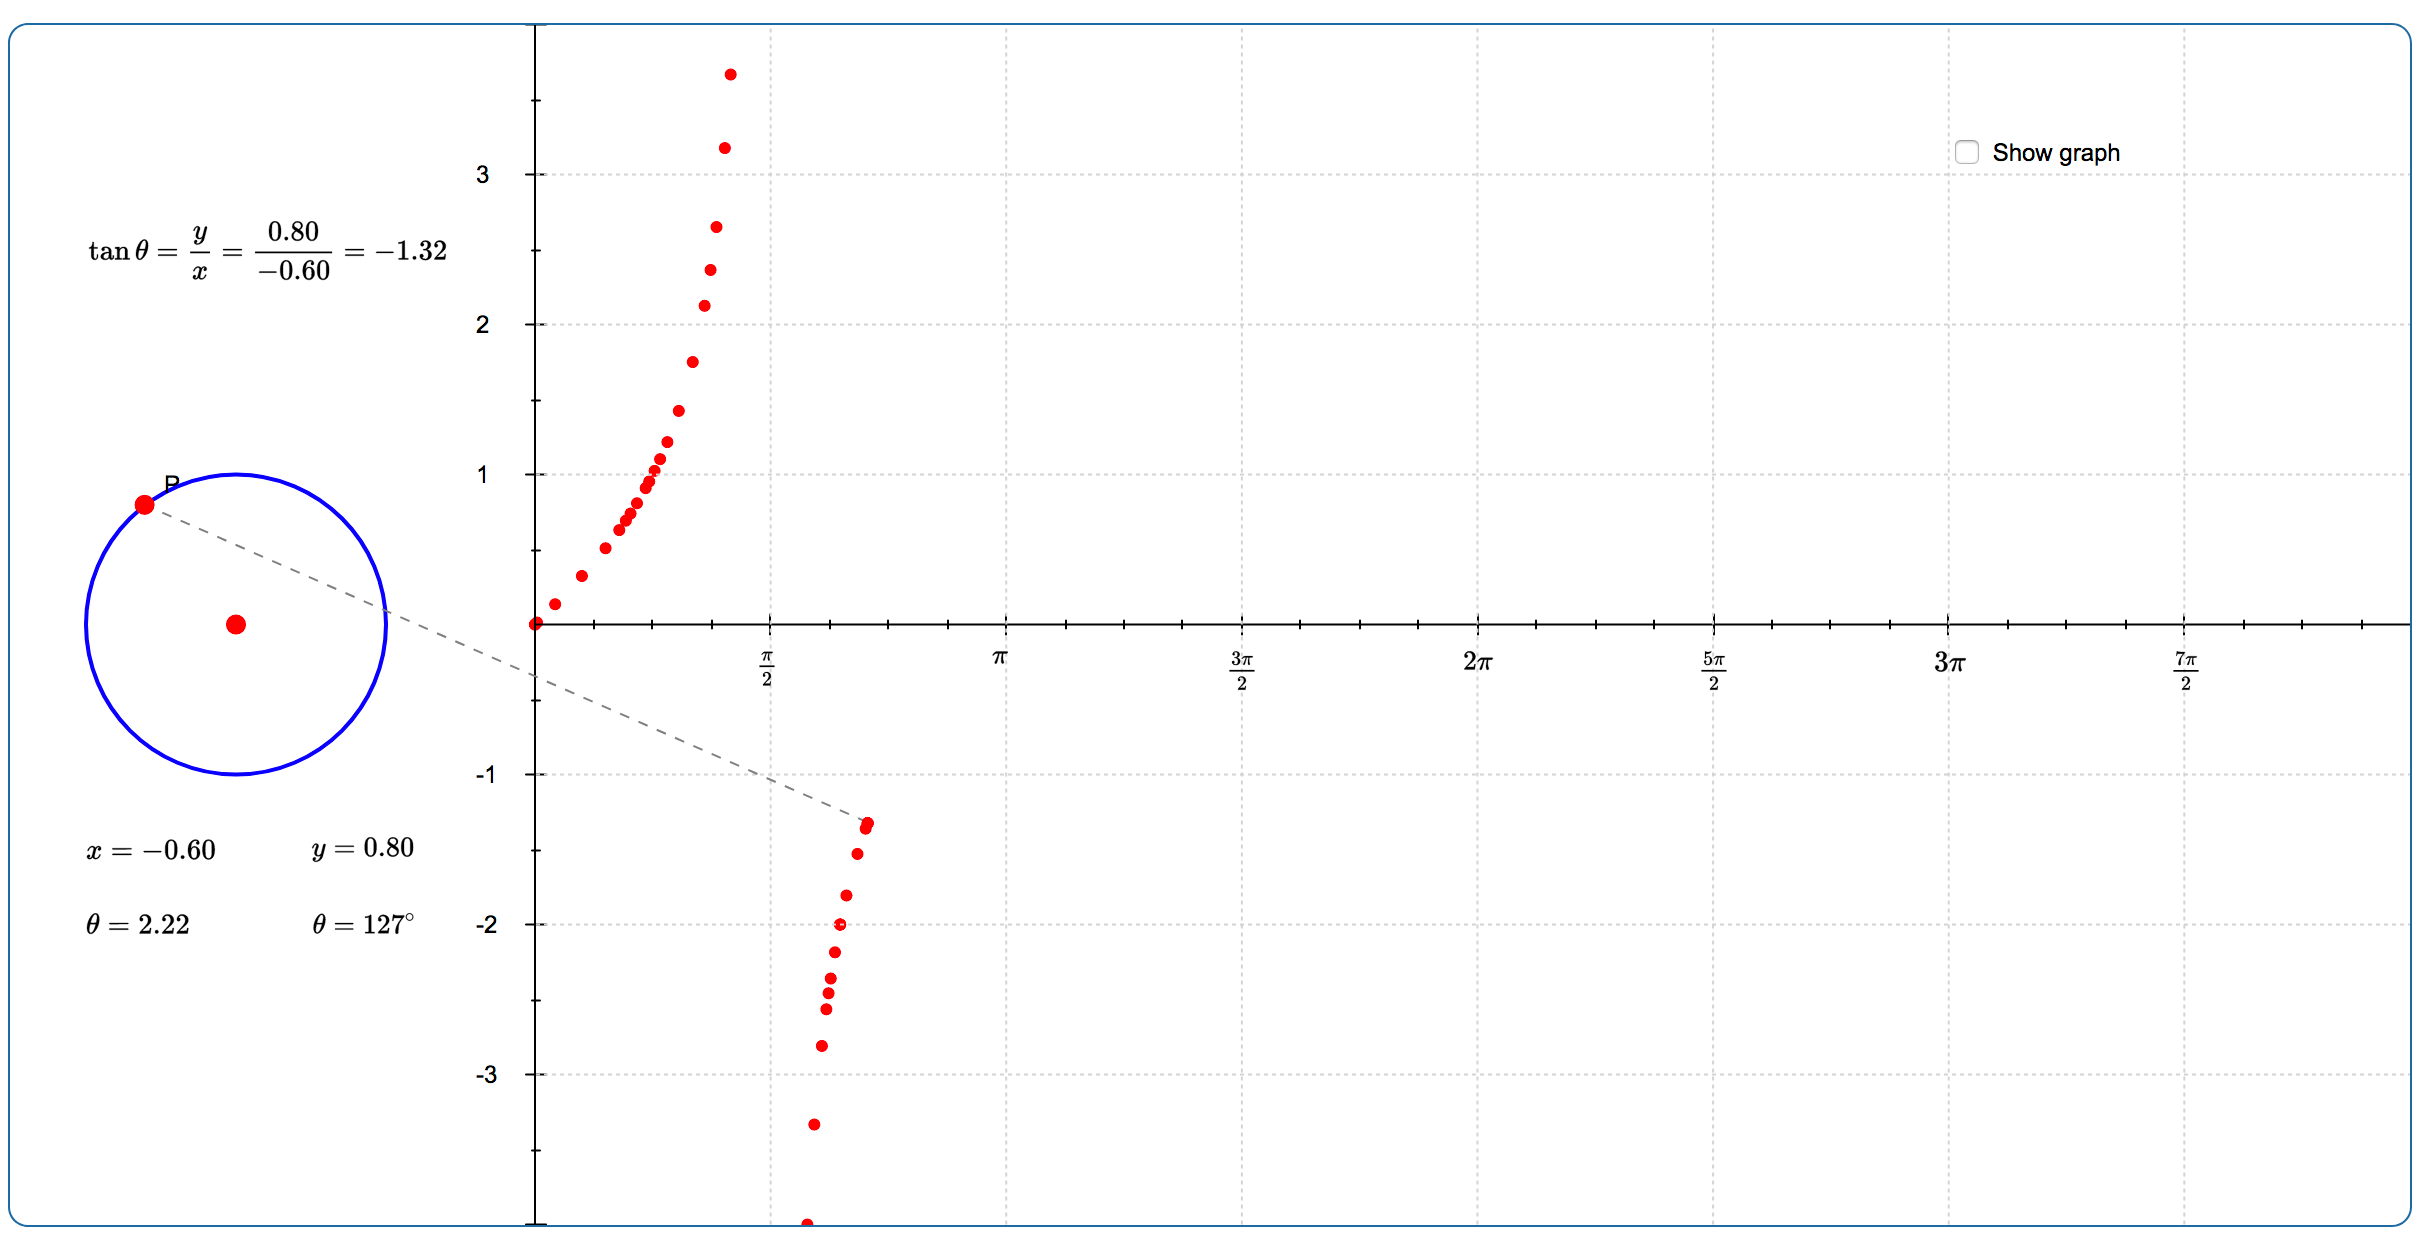 3
Show graph
tan θ = y/x = 0.80/−0.60 = −1.32
2
1
P
π/2 π 3π/2 2π 5π/2 3π 7π/2
-1
x = −0.60 y = 0.80
θ = 2.22 θ = 127°
-2
-3